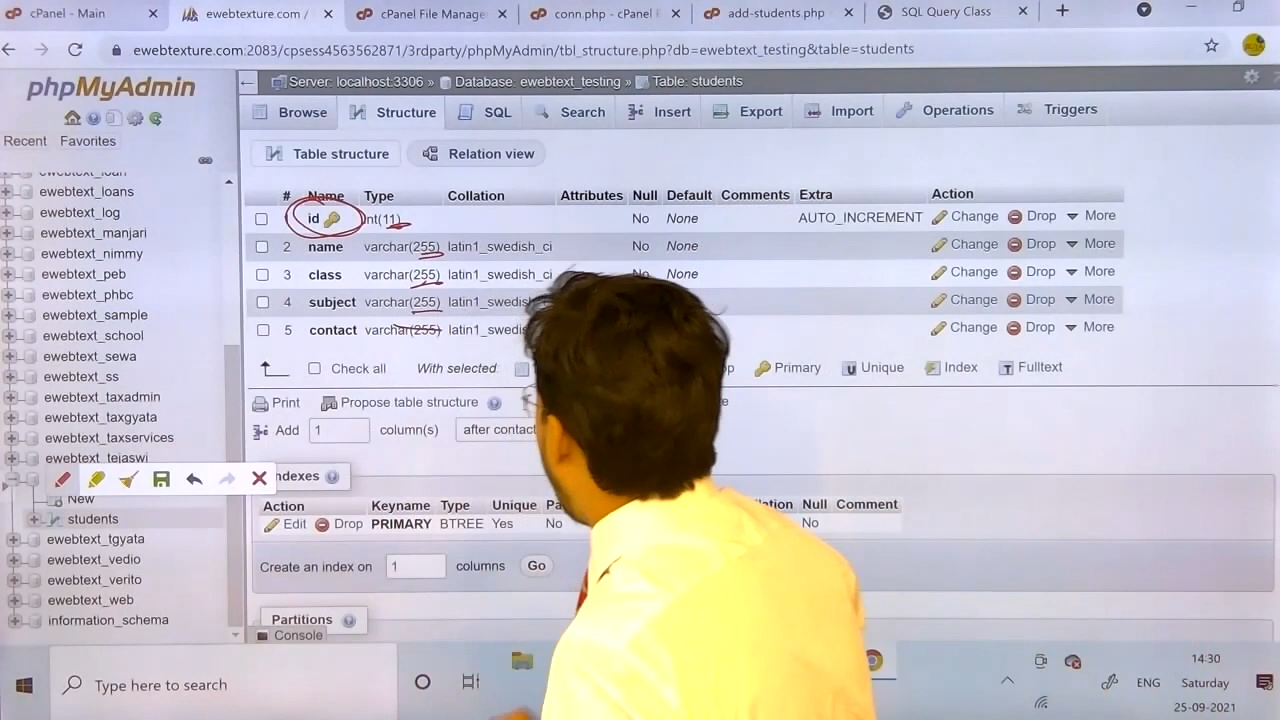 cPanel - Main
ewebtexture.com /
cPanel File Manage
conn.php - cPanel
add-students.php
SQL Query Class
ewebtexture.com:2083/cpsess4563562871/3rdparty/phpMyAdmin/tbl_structure.php?db=ewebtext_testing&table=students
phpMyAdmin
Recent Favorites
ewebtext_loan
ewebtext_loans
ewebtext_log
ewebtext_manjari
ewebtext_nimmy
ewebtext_peb
ewebtext_phbc
ewebtext_sample
ewebtext_school
ewebtext_sewa
ewebtext_ss
ewebtext_taxadmin
ewebtext_taxgyata
ewebtext_taxservices
ewebtext_tejaswi
New
students
ewebtext_tgyata
ewebtext_vedio
ewebtext_verito
ewebtext_web
information_schema
Server: localhost:3306 » Database: ewebtext_testing » Table: students
Browse Structure SQL Search Insert Export Import Operations Triggers
Table structure Relation view
# Name Type Collation Attributes Null Default Comments Extra Action
id int(11) No None AUTO_INCREMENT Change Drop More
2 name varchar(255) latin1_swedish_ci No None Change Drop More
3 class varchar(255) latin1_swedish_ci No None Change Drop More
4 subject varchar(255) latin1_swedish Change Drop More
5 contact varchar(255) latin1_swedis Change Drop More
Check all With selected Primary Unique Index Fulltext
Print Propose table structure
Add 1 column(s) after contact
Indexes
Action Keyname Type Unique Null Comment
Edit Drop PRIMARY BTREE Yes No No
Create an index on 1 columns Go
Partitions
Console
Type here to search
ENG
14:30
Saturday
25-09-2021